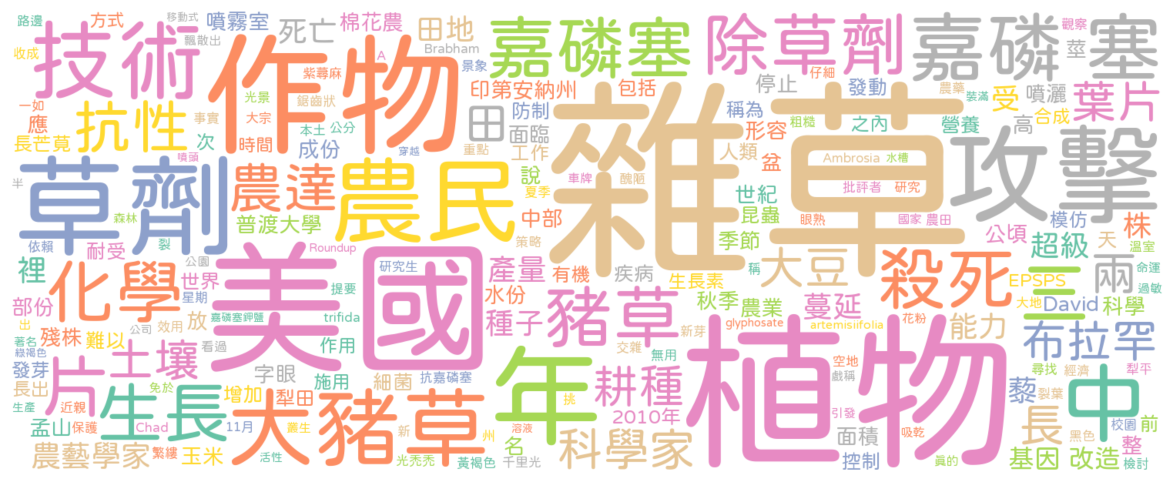 路邊
移動式
方式
噴霧室
死亡
棉花農
田地
嘉磷塞
除草劑
嘉磷塞
觀察
莖
收成
飄散出
技術
作物
Brabham
景象
印第安納州
包括
停止
發動
仔細
農藥
裝滿
受
噴灑
葉片
紫蕁麻
A
一如
應
事實
抗性
光景
鋸齒狀
大宗
本土
公分
次
時間
成份
田
防制
面臨
工作
雜草
稱為
形容
粗糙
之內
營養
高
合成
攻擊
長芒莧
噴頭
穿越
重點
人類
盆
Ambrosia
水槽
半
草劑
農達
農民
說
車牌
醜陋
世紀
批評者
研究
森林
普渡大學
中部
夏季
昆蟲
眼熟
國家
農田
模仿
株
依賴
耐受
裂
Roundup
策略
季節
公頃
超級
天
溫室
裡
化學
公園
世界
美國
研究生
產量
有機
疾病
生長素
稱
大豆
殺死
EPSPS
三
兩
命運
過敏
星期
提要
水份
秋季
農業
蔓延
大地
David
科學
部份
放
嘉磷塞鉀鹽
trifida
種子
豬草
新芽
glyphosate
artemisiifolia
花粉
能力
布拉罕
出
殘株
難以
公司
效用
著名
綠褐色
土壤
看過
作用
交雜
無用
空地
犁平
發芽
片
字眼
施用
細菌
抗嘉磷塞
年
耕種
植物
戲稱
尋找
經濟
長出
生長
免於
增加
犁田
挑
2010年
引發
藜
裂葉
中
生產
近親
保護
大豬草
新
州
溶液
名
面積
吸乾
長
黑色
校園
前
孟山
Chad
11月
叢生
農藝學家
繁縷
玉米
活性
光禿禿
黃褐色
千里光
科學家
控制
真的
基因
改造
整
檢討